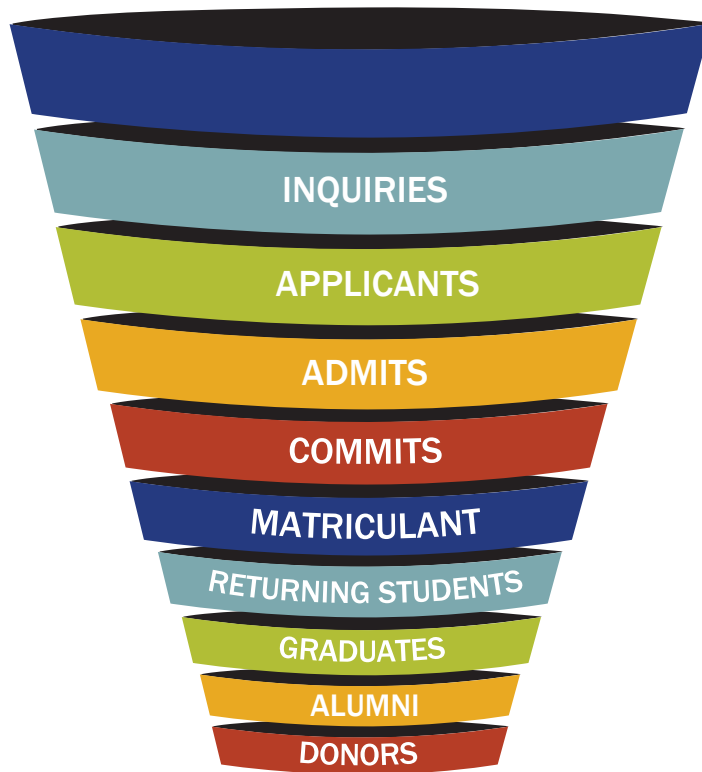 INQUIRIES
APPLICANTS
ADMITS
COMMITS
MATRICULANT
RETURNING STUDENTS
GRADUATES
ALUMNI
DONORS